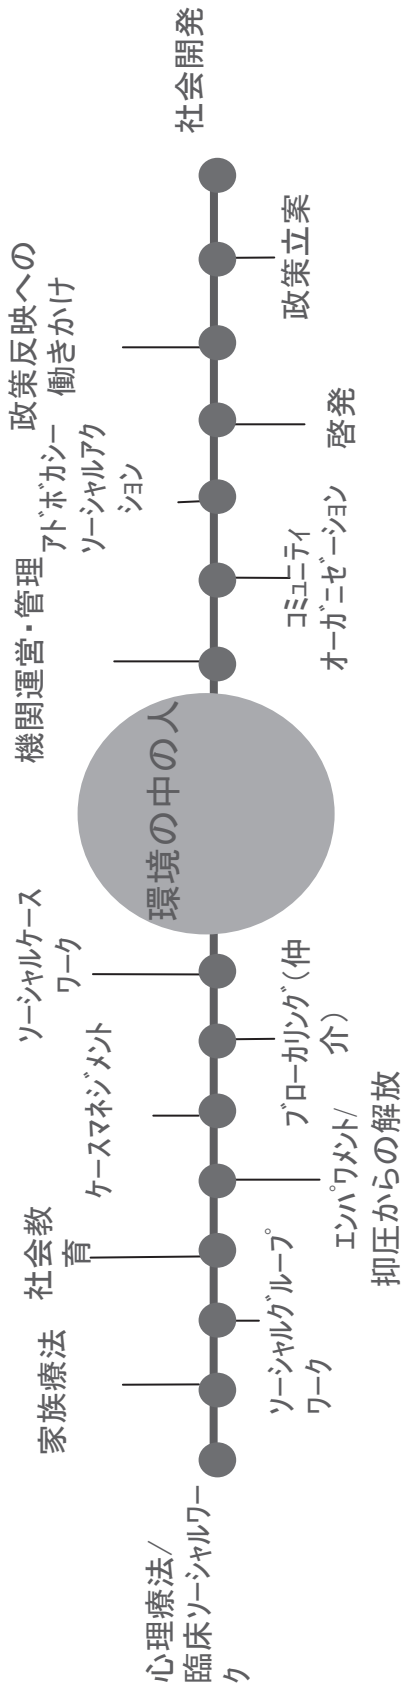 心理療法/
臨床ソーシャルワー
ク
家族療法
ソーシャルグループ
ワーク
社会教
育
エンパワメント/
抑圧からの解放
ケースマネジメント
ブローカリング(仲
介)
ソーシャルケース
ワーク
環境の中の人
機関運営・管理
コミュニティ
オーガニゼーション
アドボカシー
ソーシャルアク
ション
啓発
政策反映への
働きかけ
政策立案
社会開発